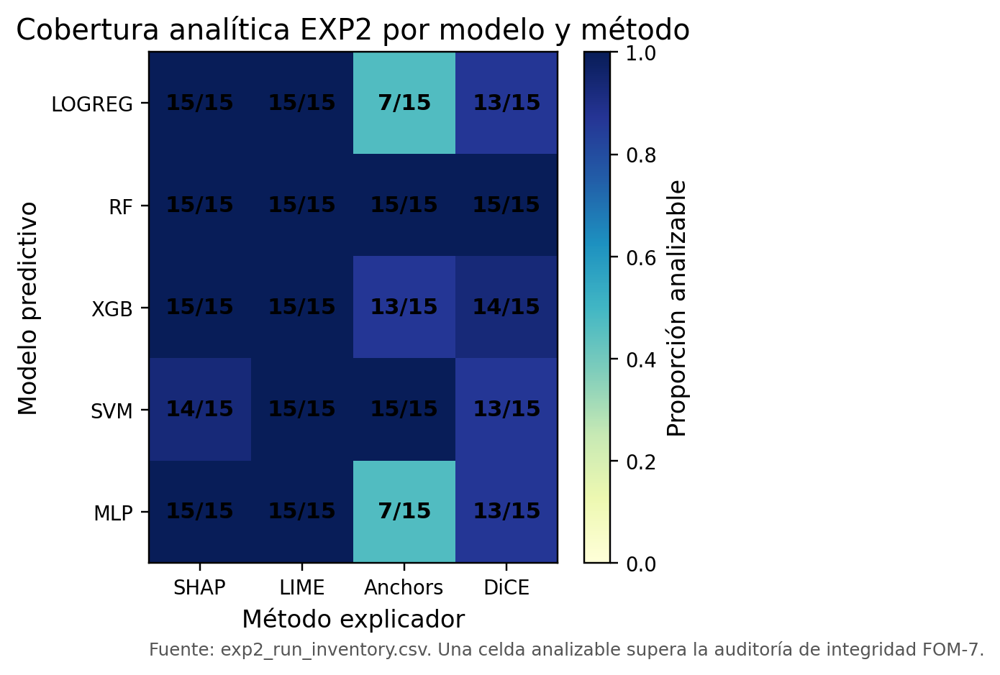 Cobertura analítica EXP2 por modelo y método
1.0
LOGREG
15/15 15/15 7/15 13/15
0.8
RF
15/15 15/15 15/15 15/15
0.6
XGB
15/15 15/15 13/15 14/15
0.4
SVM
14/15 15/15 15/15 13/15
0.2
MLP
15/15 15/15 7/15 13/15
0.0
Modelo predictivo
Proporción analizable
SHAP LIME Anchors DiCE
Método explicador
Fuente: exp2_run_inventory.csv. Una celda analizable supera la auditoría de integridad FOM-7.